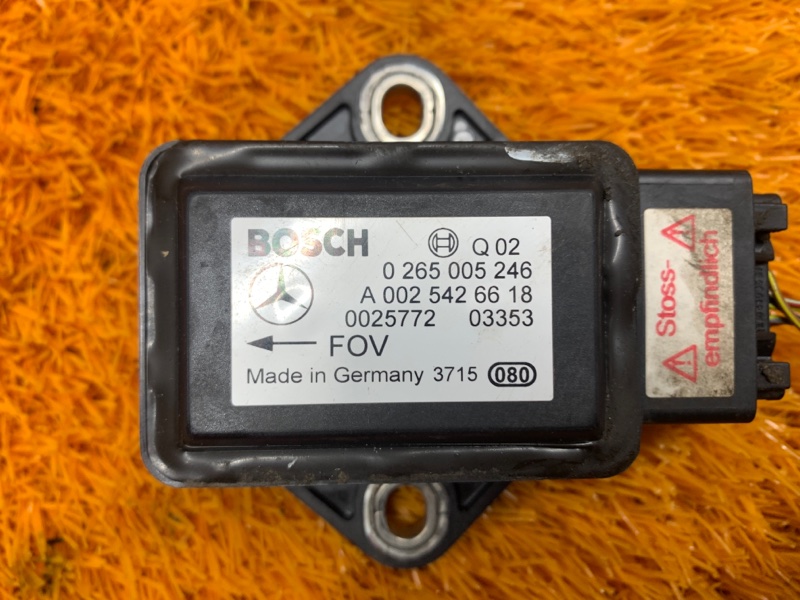 BOSCH
Q 02
0 265 005 246
A 002 542 66 18
0025772 03353
FOV
Made in Germany 3715 080
Stoss-
empfindlich